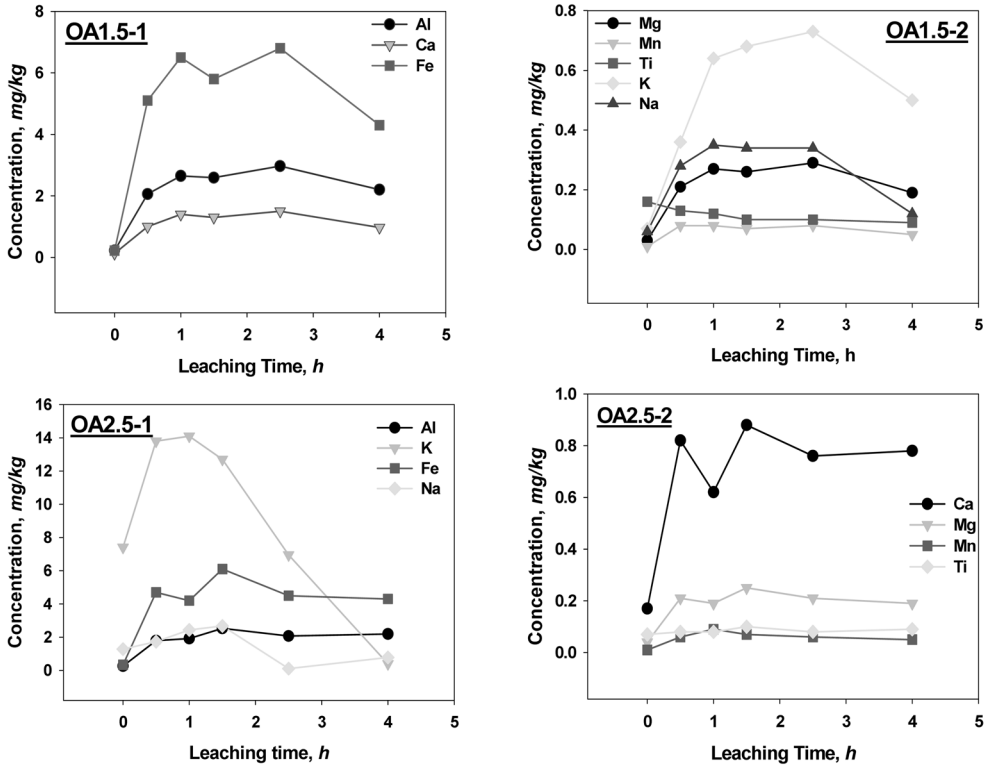 OA1.5-1
Al
Ca
Fe
8
6
4
2
0
Concentration, mg/kg
0 1 2 3 4 5
Leaching Time, h
OA1.5-2
Mg
Mn
Ti
K
Na
0.8
0.6
0.4
0.2
0.0
Concentration, mg/kg
0 1 2 3 4 5
Leaching Time, h
OA2.5-1
Al
K
Fe
Na
16
14
12
10
8
6
4
2
0
Concentration, mg/kg
0 1 2 3 4 5
Leaching time, h
OA2.5-2
Ca
Mg
Mn
Ti
1.0
0.8
0.6
0.4
0.2
0.0
Concentration, mg/kg
0 1 2 3 4 5
Leaching Time, h